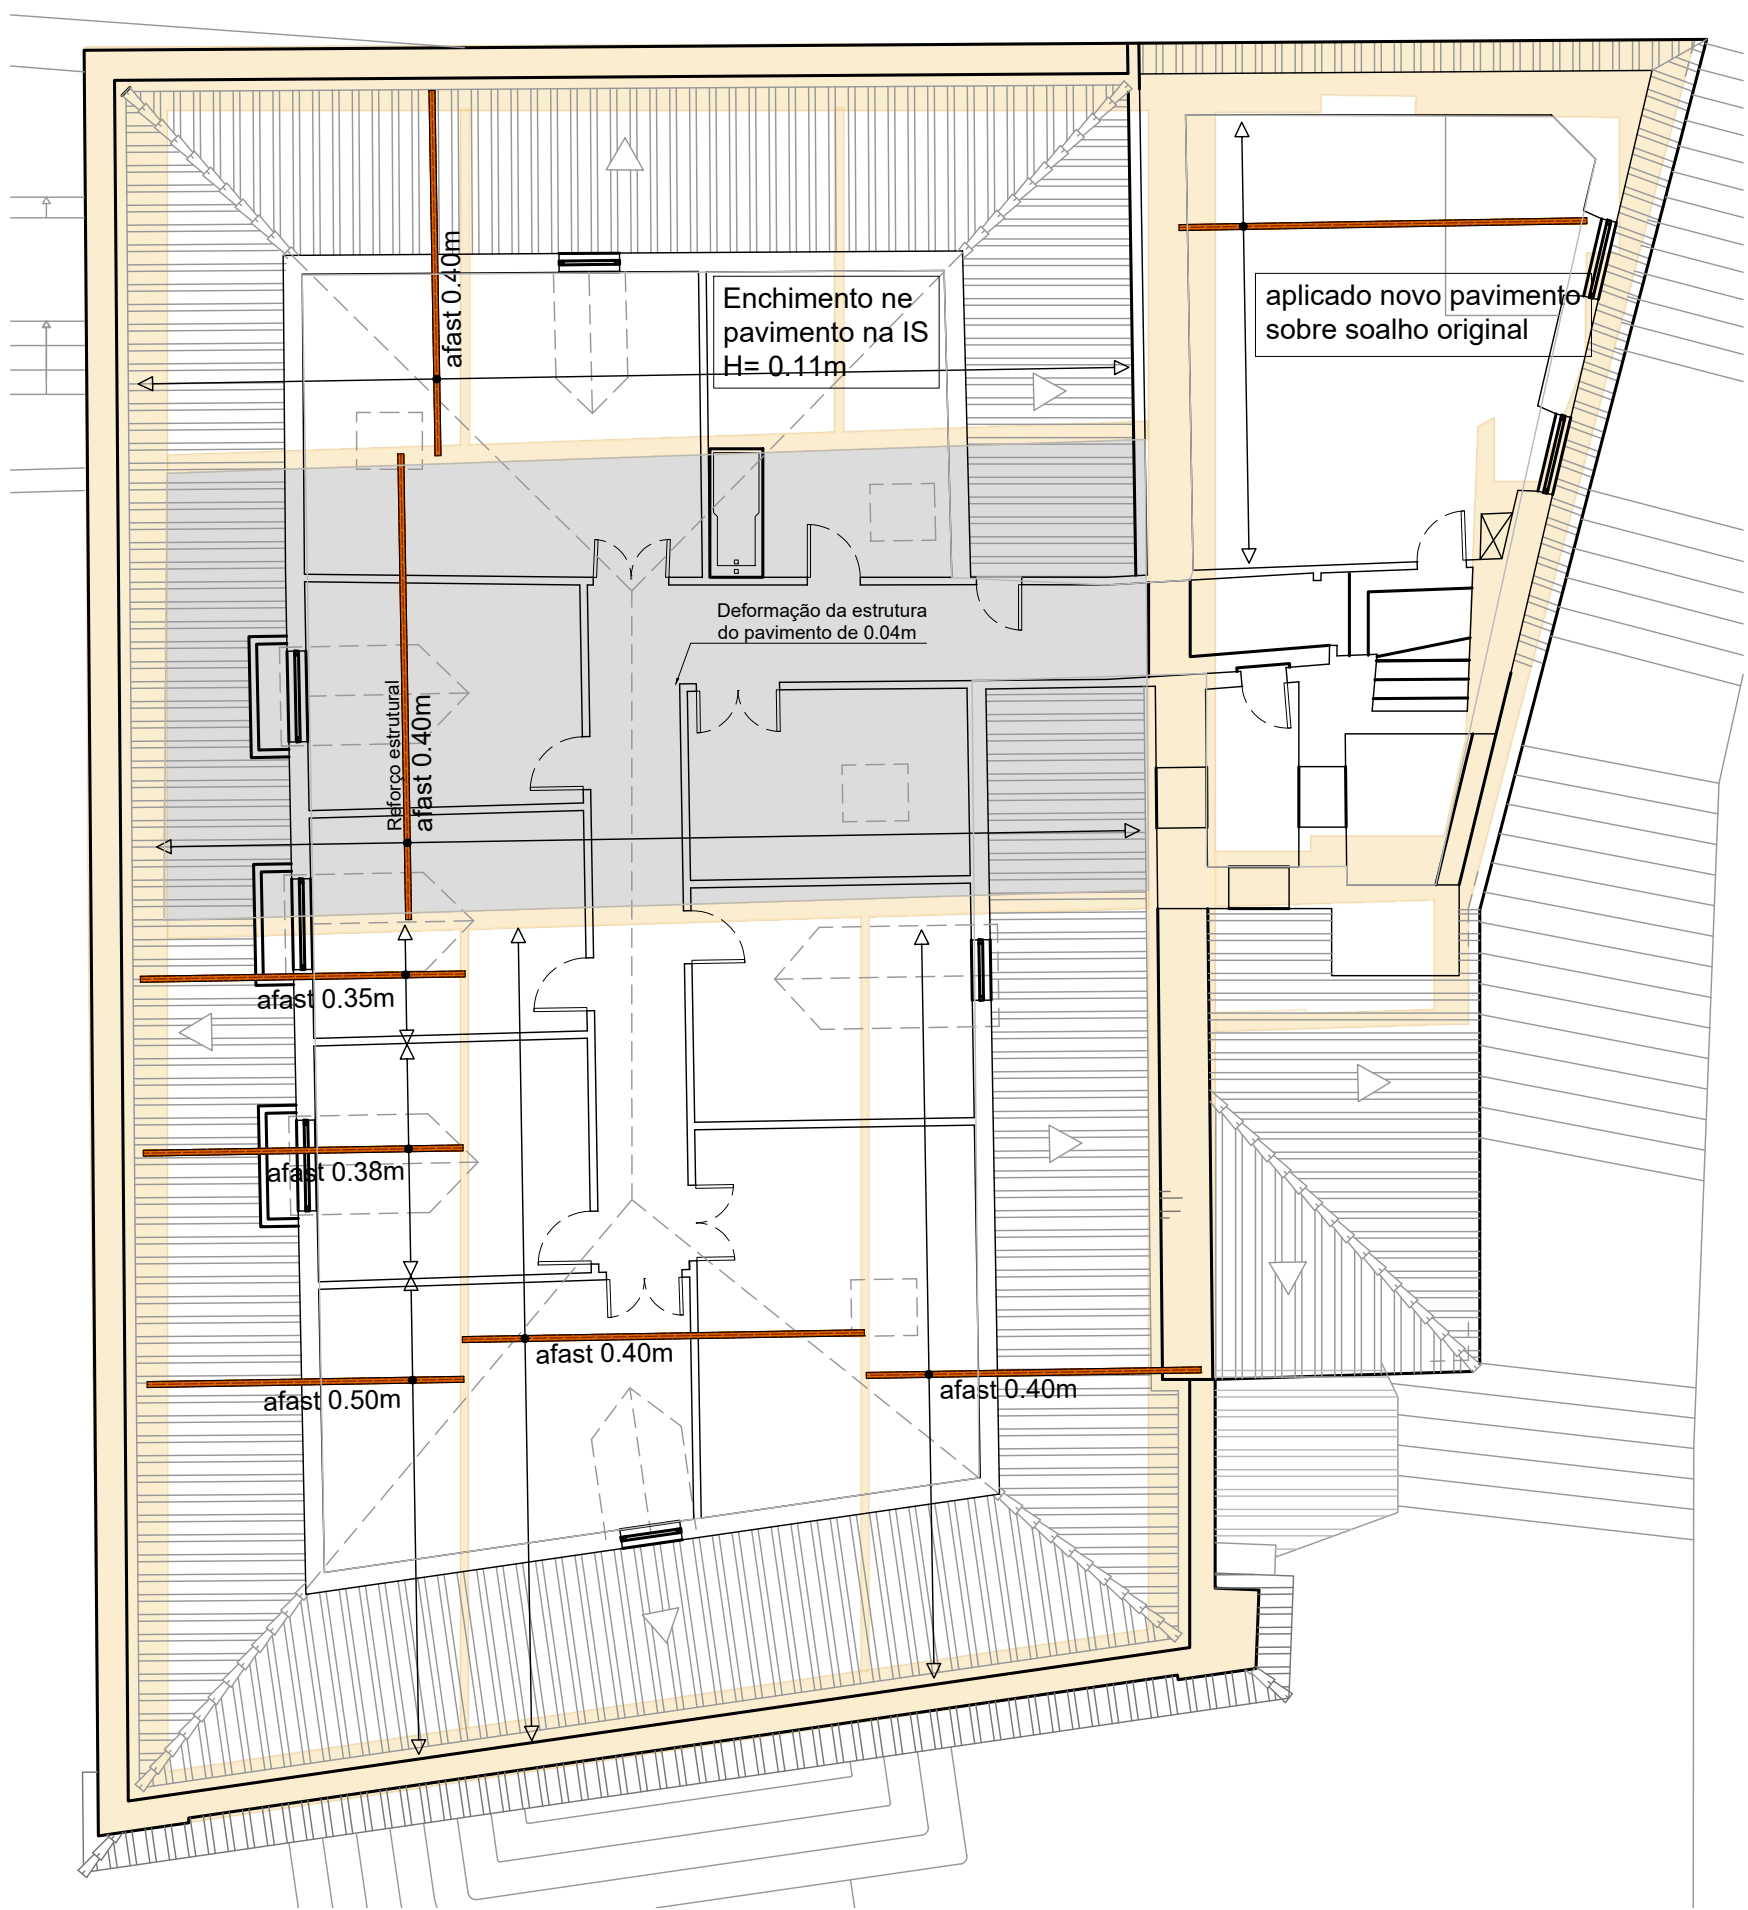 afast 0.40m
Enchimento ne
pavimento na IS
H= 0.11m
aplicado novo pavimento
sobre soalho original
Deformação da estrutura
do pavimento de 0.04m
Reforço estrutural
afast 0.40m
afast 0.35m
afast 0.38m
afast 0.40m
afast 0.50m
afast 0.40m